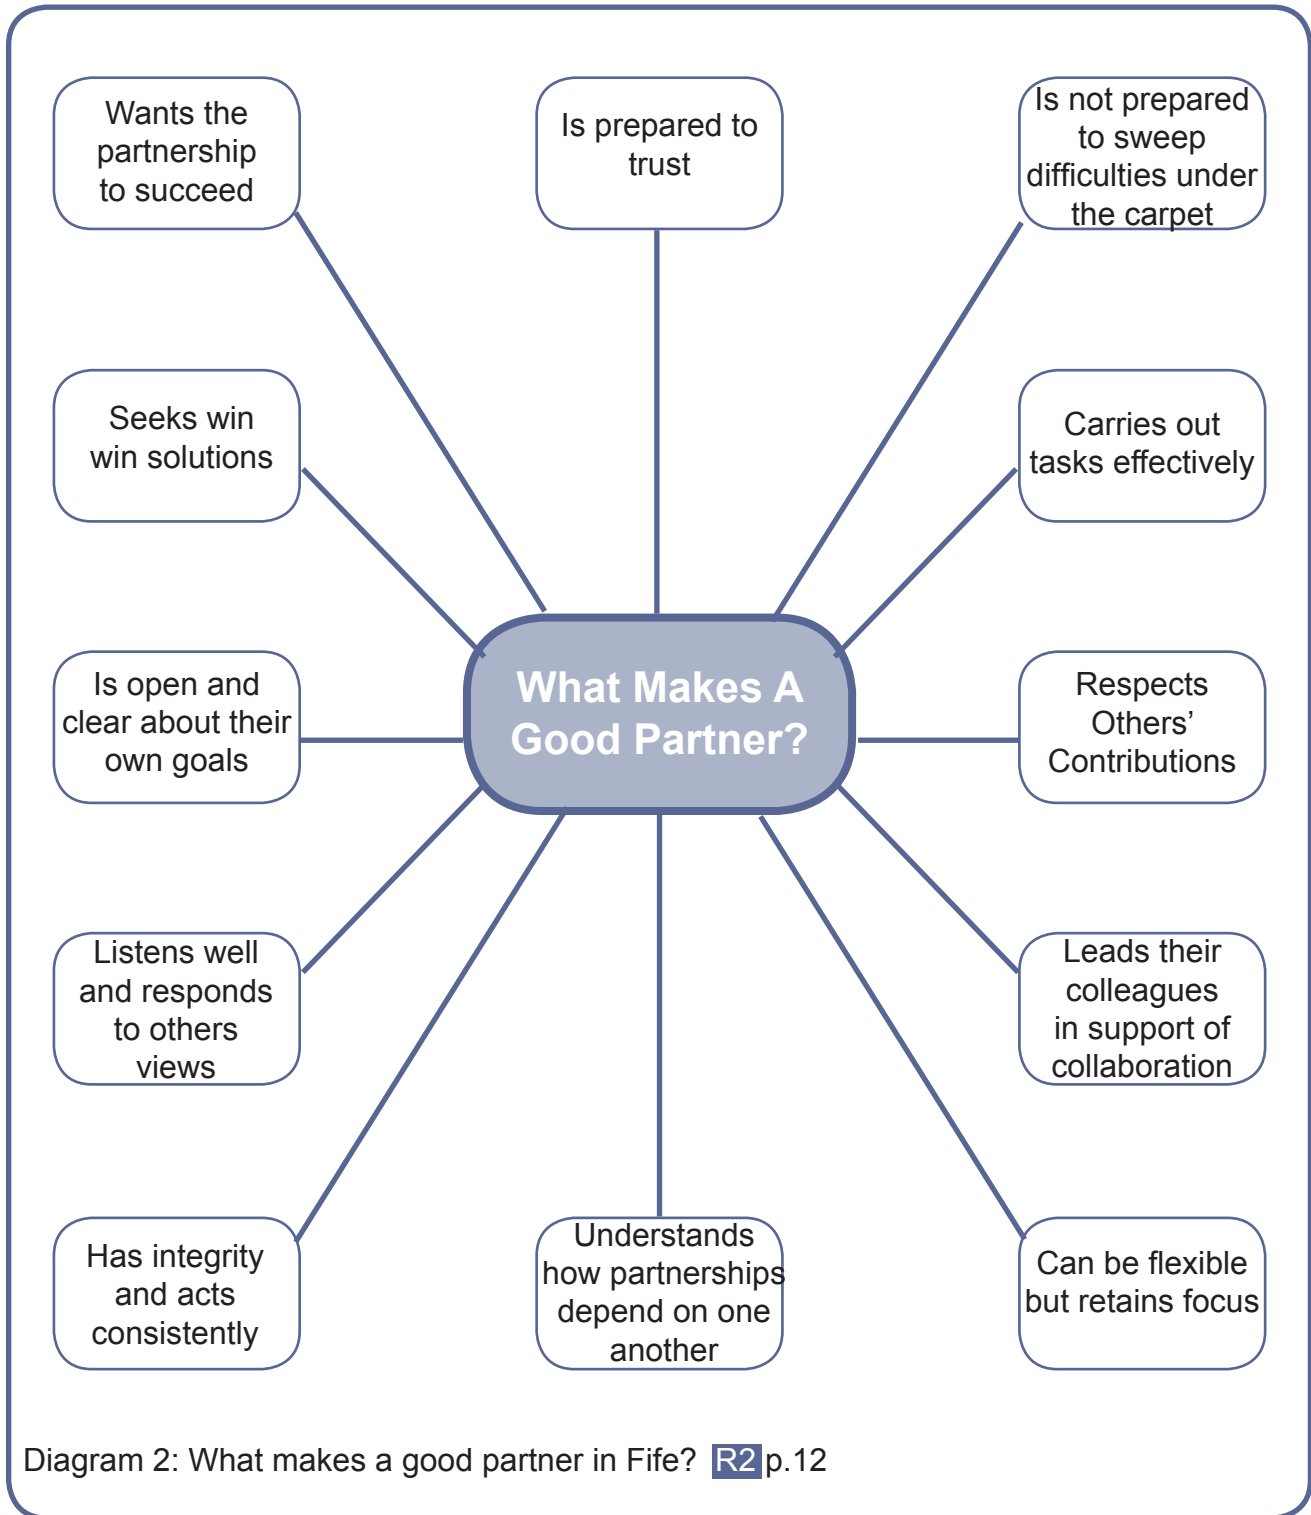 Wants the
partnership
to succeed
Is prepared to
trust
Is not prepared
to sweep
difficulties under
the carpet
Seeks win
win solutions
Carries out
tasks effectively
What Makes A
Good Partner?
Is open and
clear about their
own goals
Respects
Others’
Contributions
Listens well
and responds
to others
views
Leads their
colleagues
in support of
collaboration
Has integrity
and acts
consistently
Understands
how partnerships
depend on one
another
Can be flexible
but retains focus
Diagram 2: What makes a good partner in Fife? R2 p.12